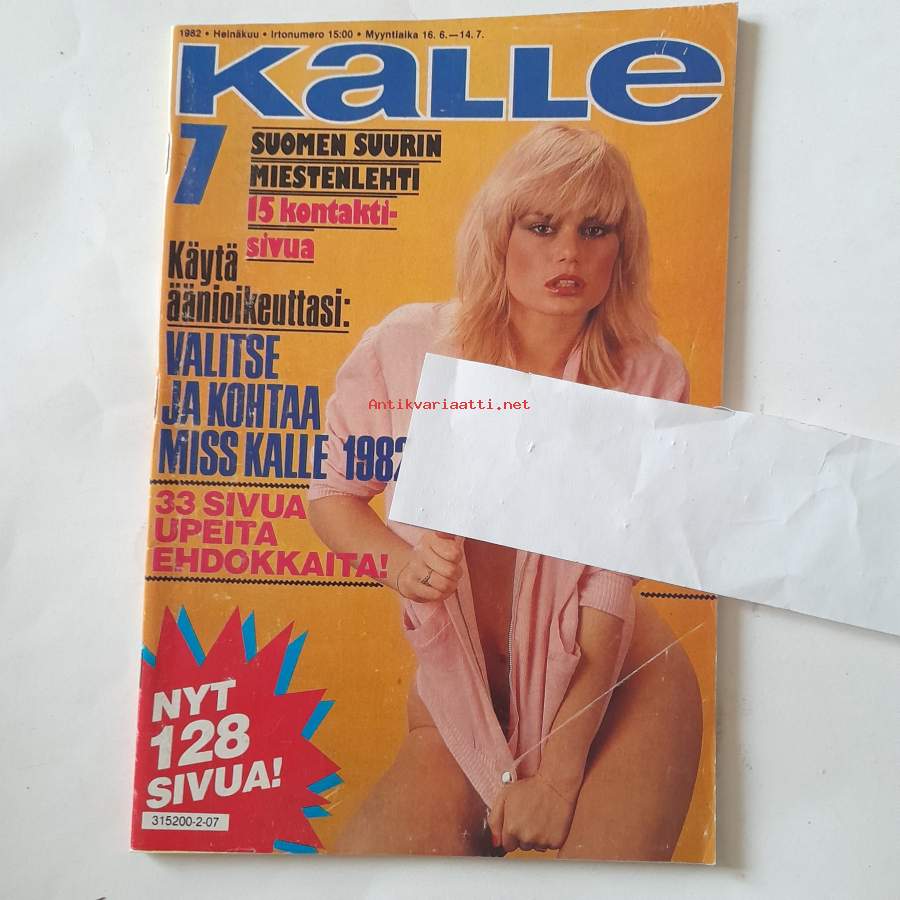 1982 • Heinäkuu • Irtonumero 15:00 • Myyntiaika 16. 6.—14. 7.
KaLLe
7
SUOMEN SUURIN
MIESTENLEHTI
15 kontakti-
sivua
Käytä
äänioikeuttasi:
VALITSE
JA KOHTAA
MISS KALLE 1982
Antikvariaatti.net
33 SIVUA
UPEITA
EHDOKKAITA!
NYT
128
SIVUA!
315200-2-07